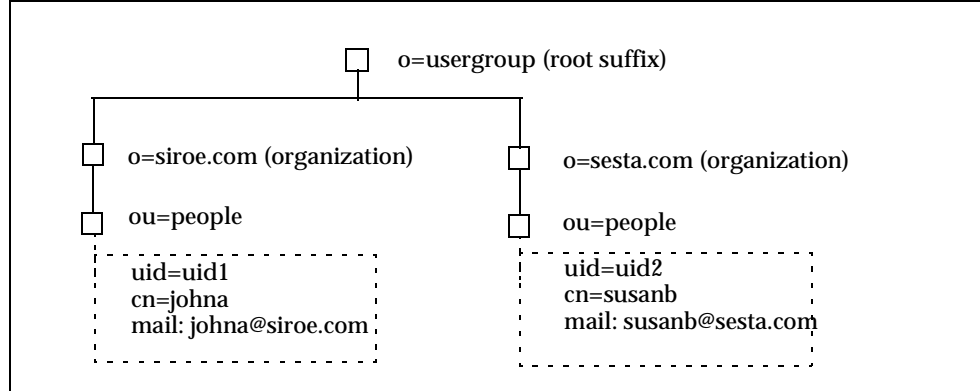 o=usergroup (root suffix)
o=siroe.com (organization)
o=sesta.com (organization)
ou=people
ou=people
uid=uid1
cn=johna
mail: johna@siroe.com
uid=uid2
cn=susanb
mail: susanb@sesta.com